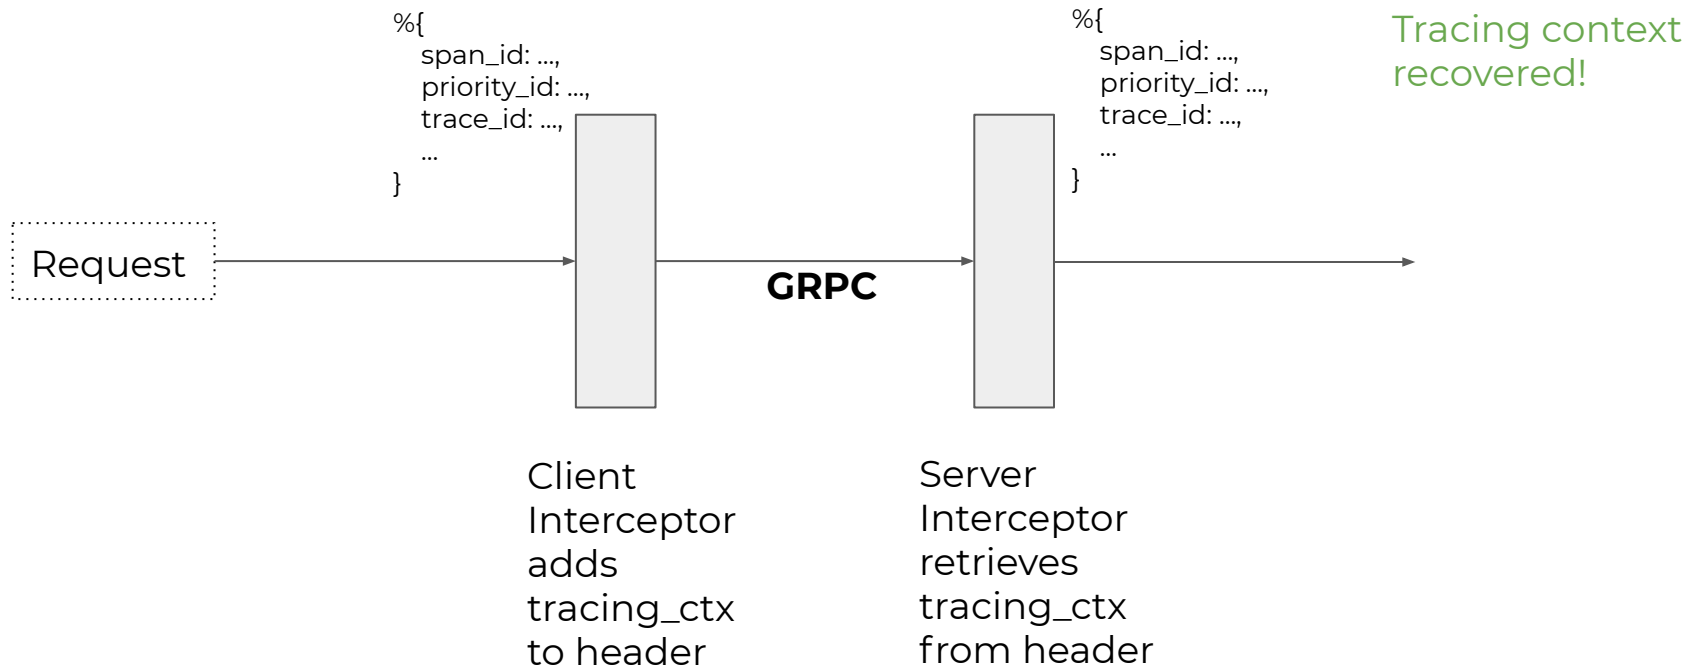 %{
span_id: ...,
priority_id: ...,
trace_id: ...,
...
}
%{
span_id: ...,
priority_id: ...,
trace_id: ...,
...
}
Tracing context
recovered!
Request
GRPC
Client
Interceptor
adds
tracing_ctx
to header
Server
Interceptor
retrieves
tracing_ctx
from header